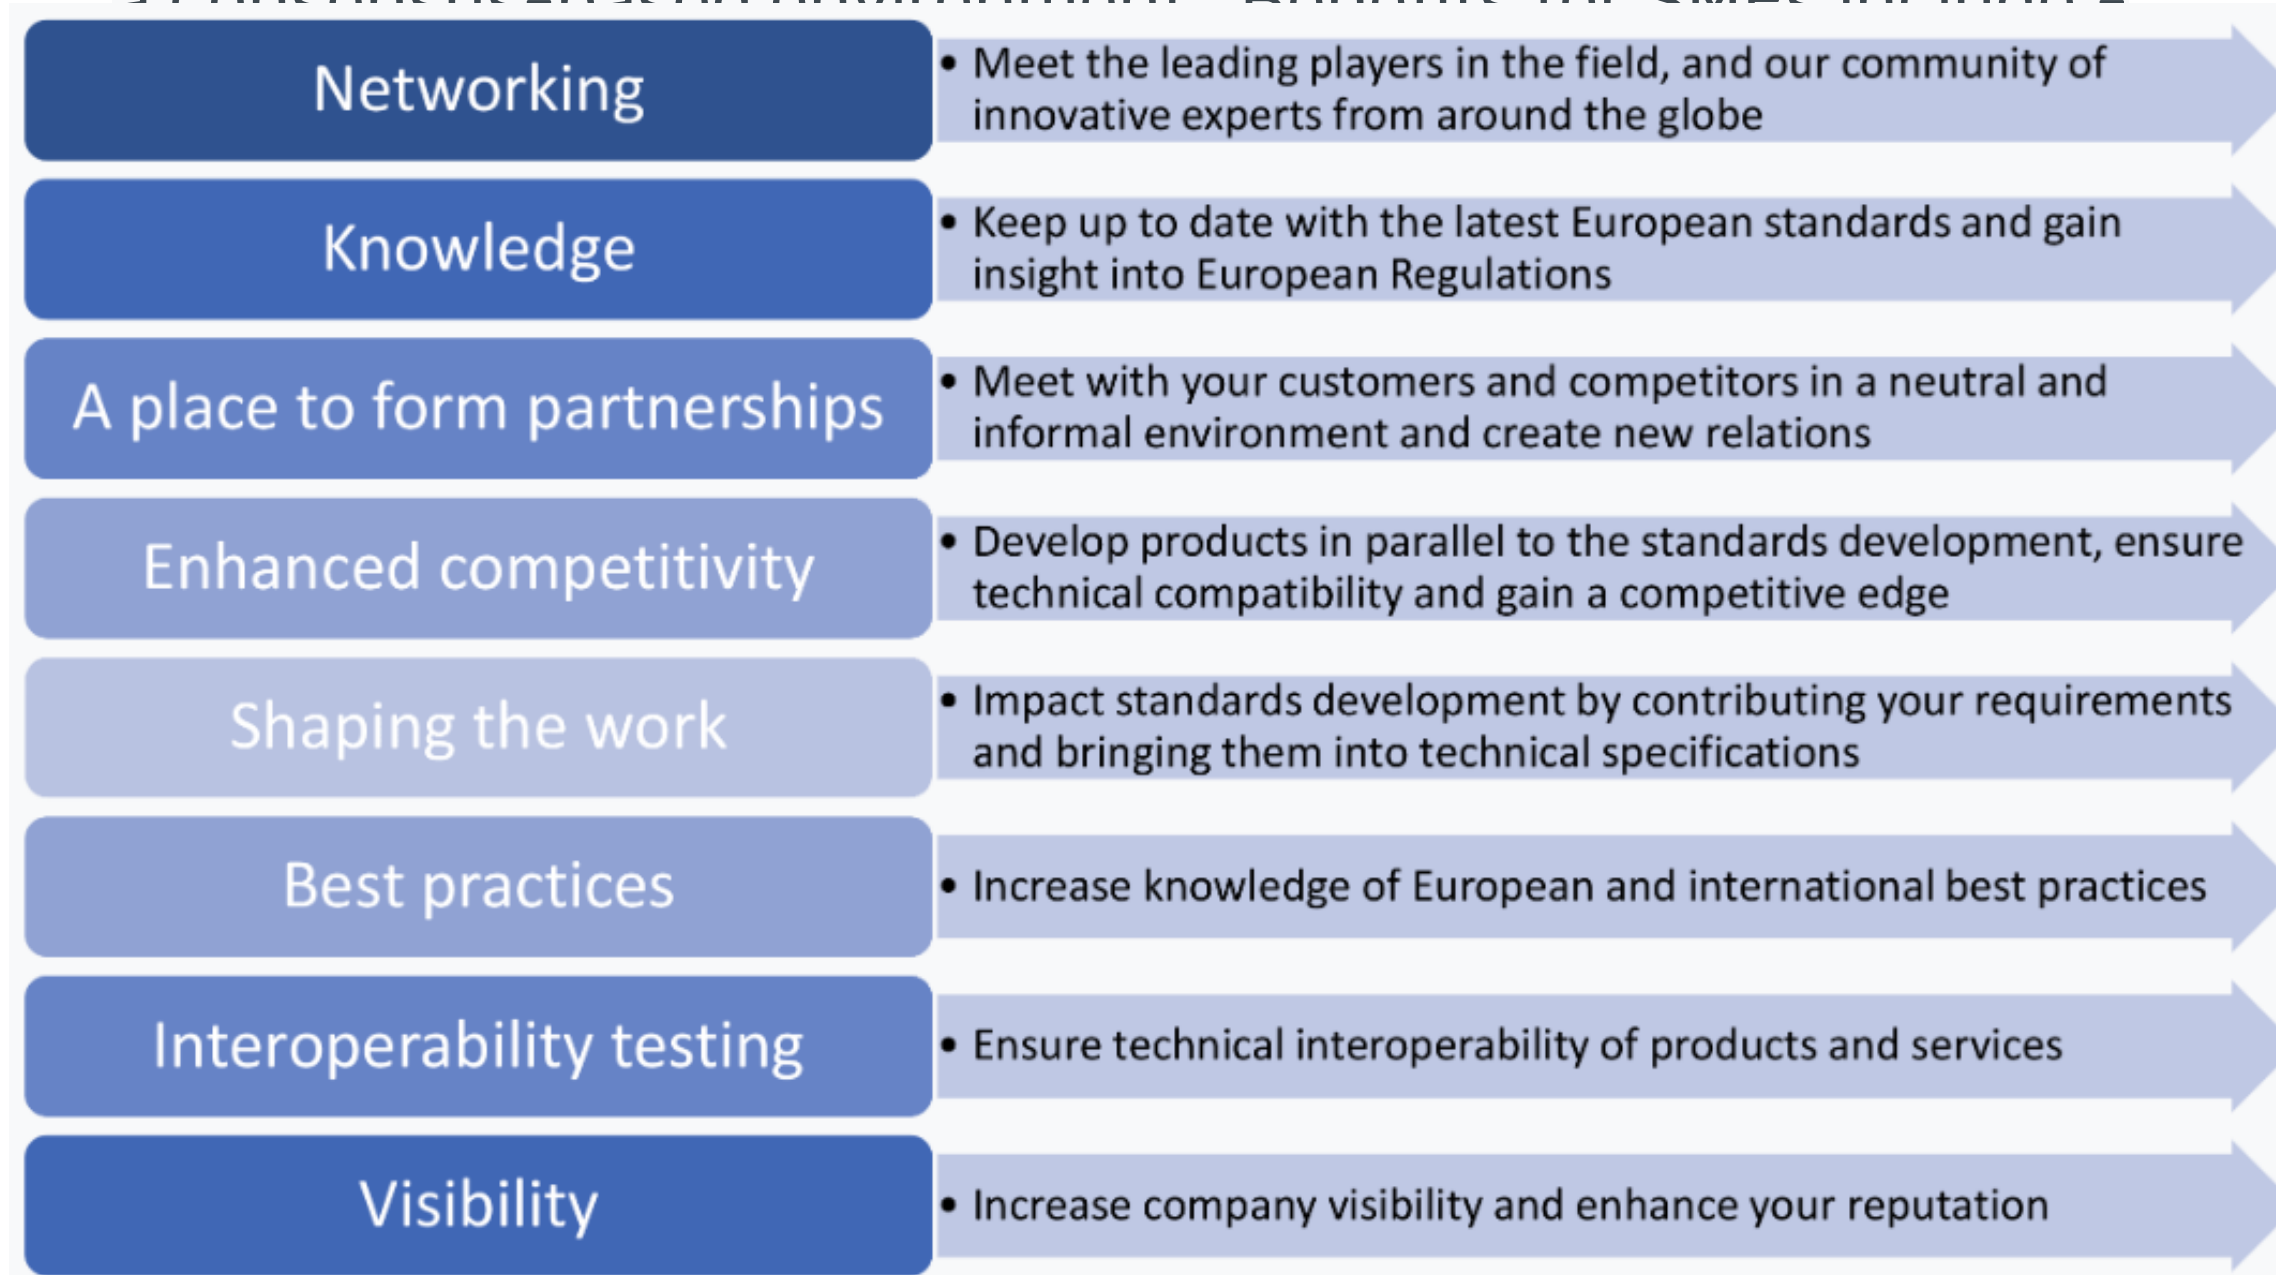 Networking
• Meet the leading players in the field, and our community of
innovative experts from around the globe
Knowledge
• Keep up to date with the latest European standards and gain
insight into European Regulations
A place to form partnerships
• Meet with your customers and competitors in a neutral and
informal environment and create new relations
Enhanced competitivity
• Develop products in parallel to the standards development, ensure
technical compatibility and gain a competitive edge
Shaping the work
• Impact standards development by contributing your requirements
and bringing them into technical specifications
Best practices
• Increase knowledge of European and international best practices
Interoperability testing
• Ensure technical interoperability of products and services
Visibility
• Increase company visibility and enhance your reputation